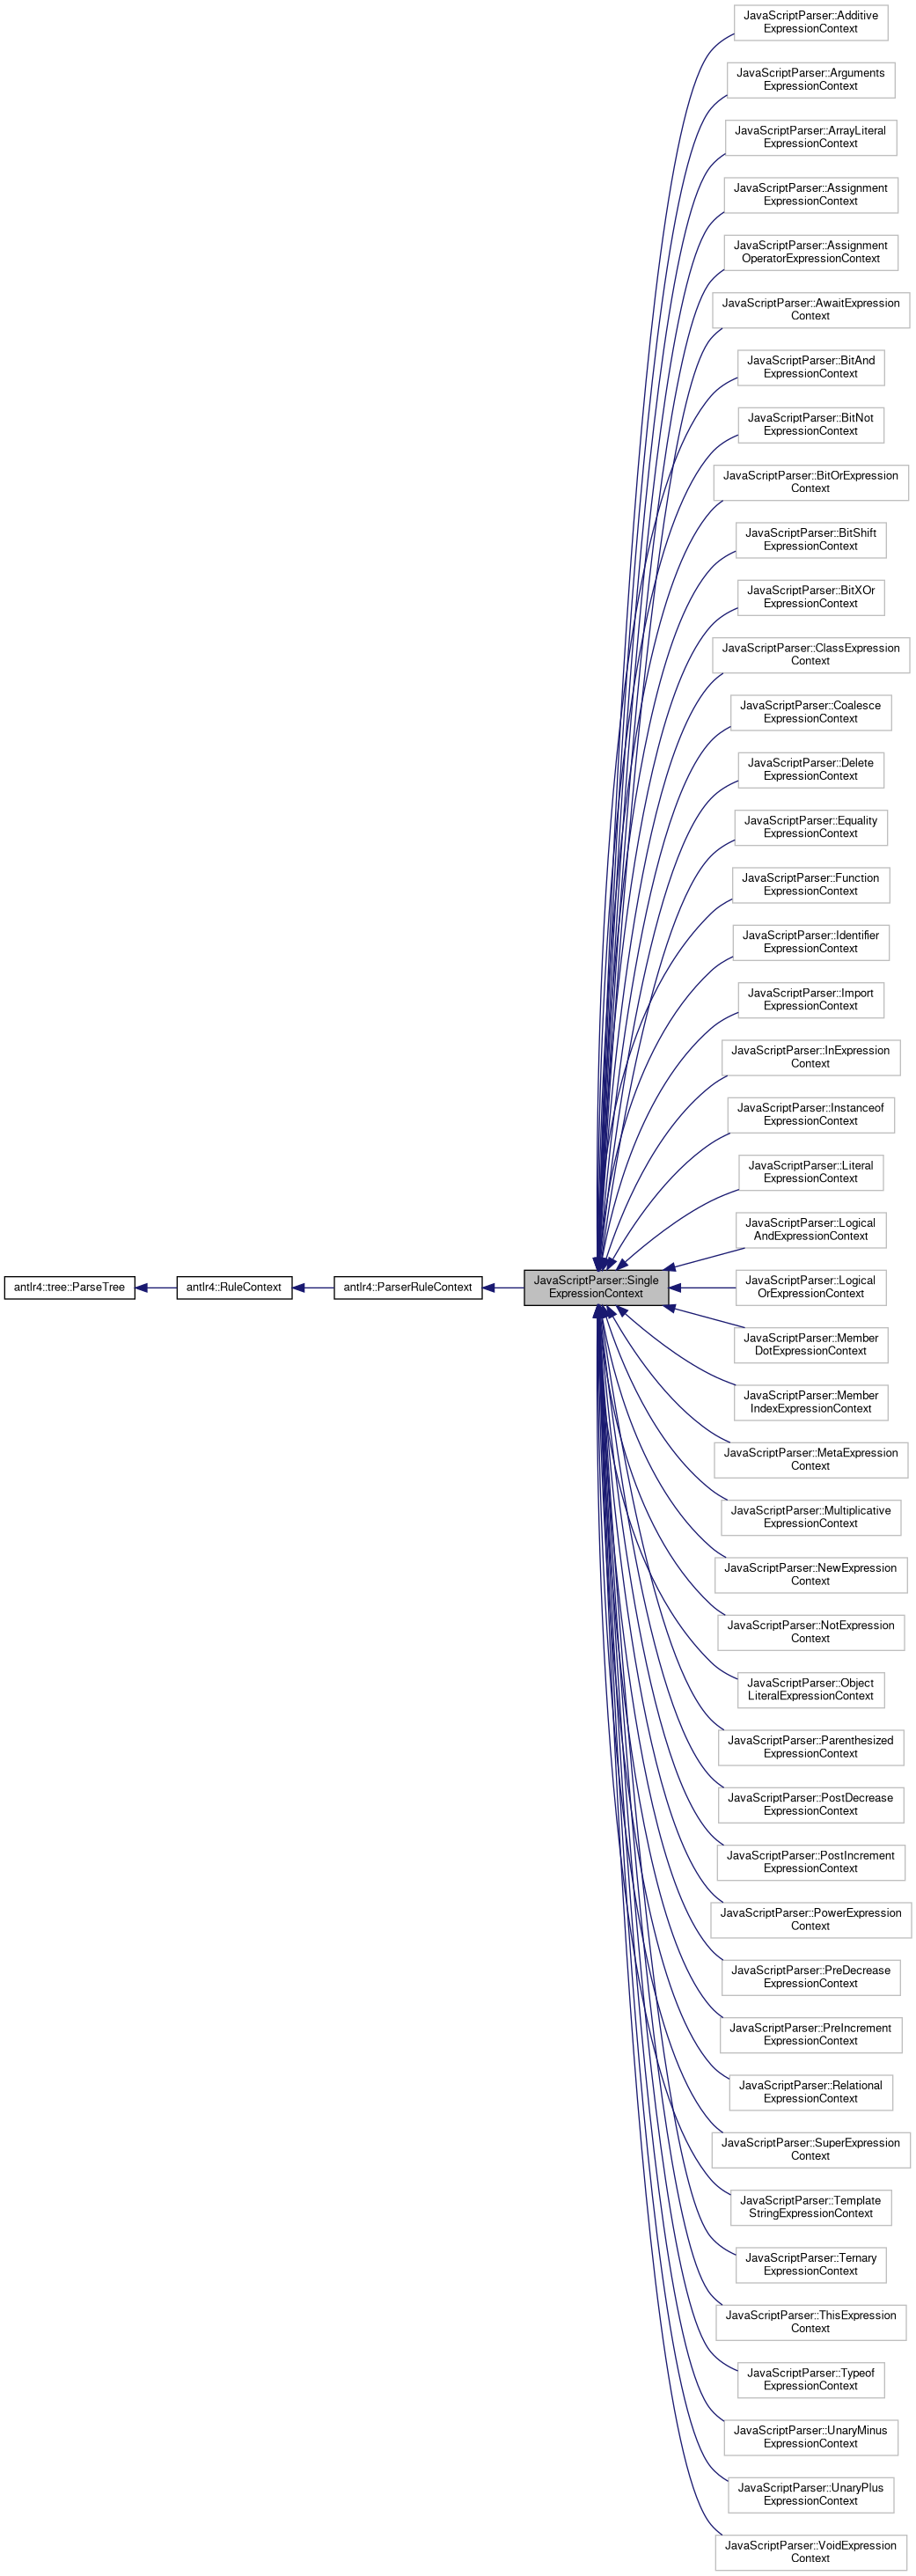 JavaScriptParser::Additive
ExpressionContext
JavaScriptParser::Arguments
ExpressionContext
JavaScriptParser::ArrayLiteral
ExpressionContext
JavaScriptParser::Assignment
ExpressionContext
JavaScriptParser::Assignment
OperatorExpressionContext
JavaScriptParser::AwaitExpression
Context
JavaScriptParser::BitAnd
ExpressionContext
JavaScriptParser::BitNot
ExpressionContext
JavaScriptParser::BitOrExpression
Context
JavaScriptParser::BitShift
ExpressionContext
JavaScriptParser::BitXOr
ExpressionContext
JavaScriptParser::ClassExpression
Context
JavaScriptParser::Coalesce
ExpressionContext
JavaScriptParser::Delete
ExpressionContext
JavaScriptParser::Equality
ExpressionContext
JavaScriptParser::Function
ExpressionContext
JavaScriptParser::Identifier
ExpressionContext
JavaScriptParser::Import
ExpressionContext
JavaScriptParser::InExpression
Context
JavaScriptParser::Instanceof
ExpressionContext
JavaScriptParser::Literal
ExpressionContext
JavaScriptParser::Logical
AndExpressionContext
antlr4::tree::ParseTree
antlr4::RuleContext
antlr4::ParserRuleContext
JavaScriptParser::Single
ExpressionContext
JavaScriptParser::Logical
OrExpressionContext
JavaScriptParser::Member
DotExpressionContext
JavaScriptParser::Member
IndexExpressionContext
JavaScriptParser::MetaExpression
Context
JavaScriptParser::Multiplicative
ExpressionContext
JavaScriptParser::NewExpression
Context
JavaScriptParser::NotExpression
Context
JavaScriptParser::Object
LiteralExpressionContext
JavaScriptParser::Parenthesized
ExpressionContext
JavaScriptParser::PostDecrease
ExpressionContext
JavaScriptParser::PostIncrement
ExpressionContext
JavaScriptParser::PowerExpression
Context
JavaScriptParser::PreDecrease
ExpressionContext
JavaScriptParser::PreIncrement
ExpressionContext
JavaScriptParser::Relational
ExpressionContext
JavaScriptParser::SuperExpression
Context
JavaScriptParser::Template
StringExpressionContext
JavaScriptParser::Ternary
ExpressionContext
JavaScriptParser::ThisExpression
Context
JavaScriptParser::Typeof
ExpressionContext
JavaScriptParser::UnaryMinus
ExpressionContext
JavaScriptParser::UnaryPlus
ExpressionContext
JavaScriptParser::VoidExpression
Context